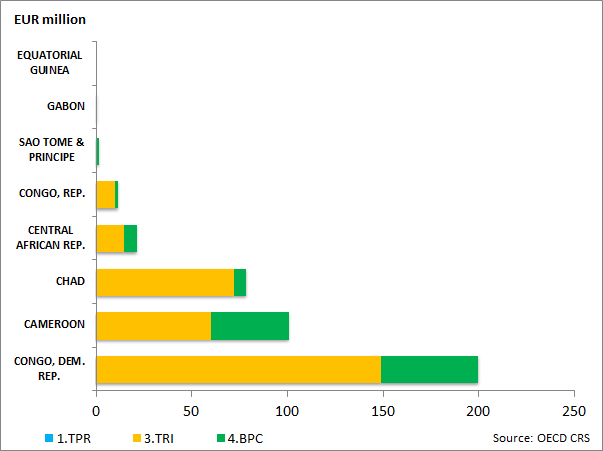 EUR million
EQUATORIAL
GUINEA
GABON
SAO TOME &
PRINCIPE
CONGO, REP.
CENTRAL
AFRICAN REP.
CHAD
CAMEROON
CONGO, DEM.
REP.
0 50 100 150 200 250
1.TPR 3.TRI 4.BPC Source: OECD CRS